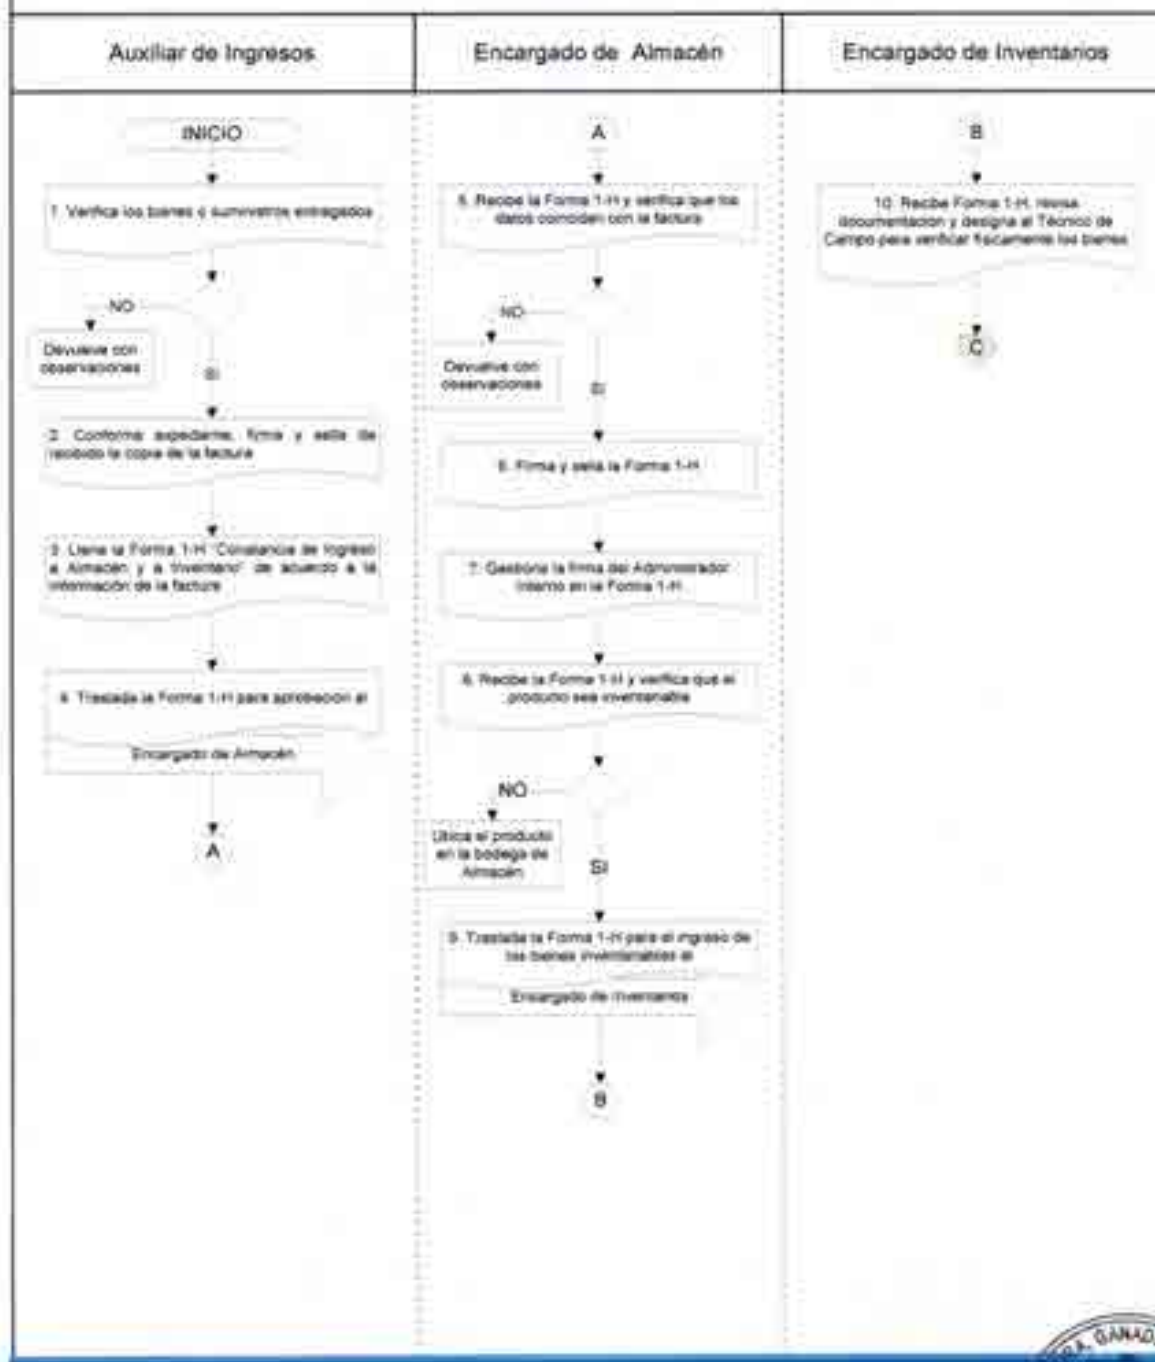 Auxiliar de Ingresos
Encargado de Almacén
Encargado de Inventarios
INICIO
1. Verifica los bienes o suministros entregados
NO
Devuelve con
observaciones
SI
2. Conforma expediente, firma y sella de
recibido la copia de la factura
3. Llena la Forma 1-H "Constancia de Ingreso
a Almacén y a Inventario" de acuerdo a la
información de la factura
4. Traslada la Forma 1-H para aprobación al
Encargado de Almacén
A
A
5. Recibe la Forma 1-H y verifica que los
datos coincidan con la factura
NO
Devuelve con
observaciones
SI
6. Firma y sella la Forma 1-H
7. Gestiona la firma del Administrador
Interno en la Forma 1-H
8. Recibe la Forma 1-H y verifica que el
producto sea inventariable
NO
Ubica el producto
en la bodega de
Almacén
SI
9. Traslada la Forma 1-H para el ingreso de
los bienes inventariables al
Encargado de Inventarios
B
B
10. Recibe Forma 1-H, revisa
documentación y designa al Técnico de
Campo para verificar físicamente los bienes
C
GANAD